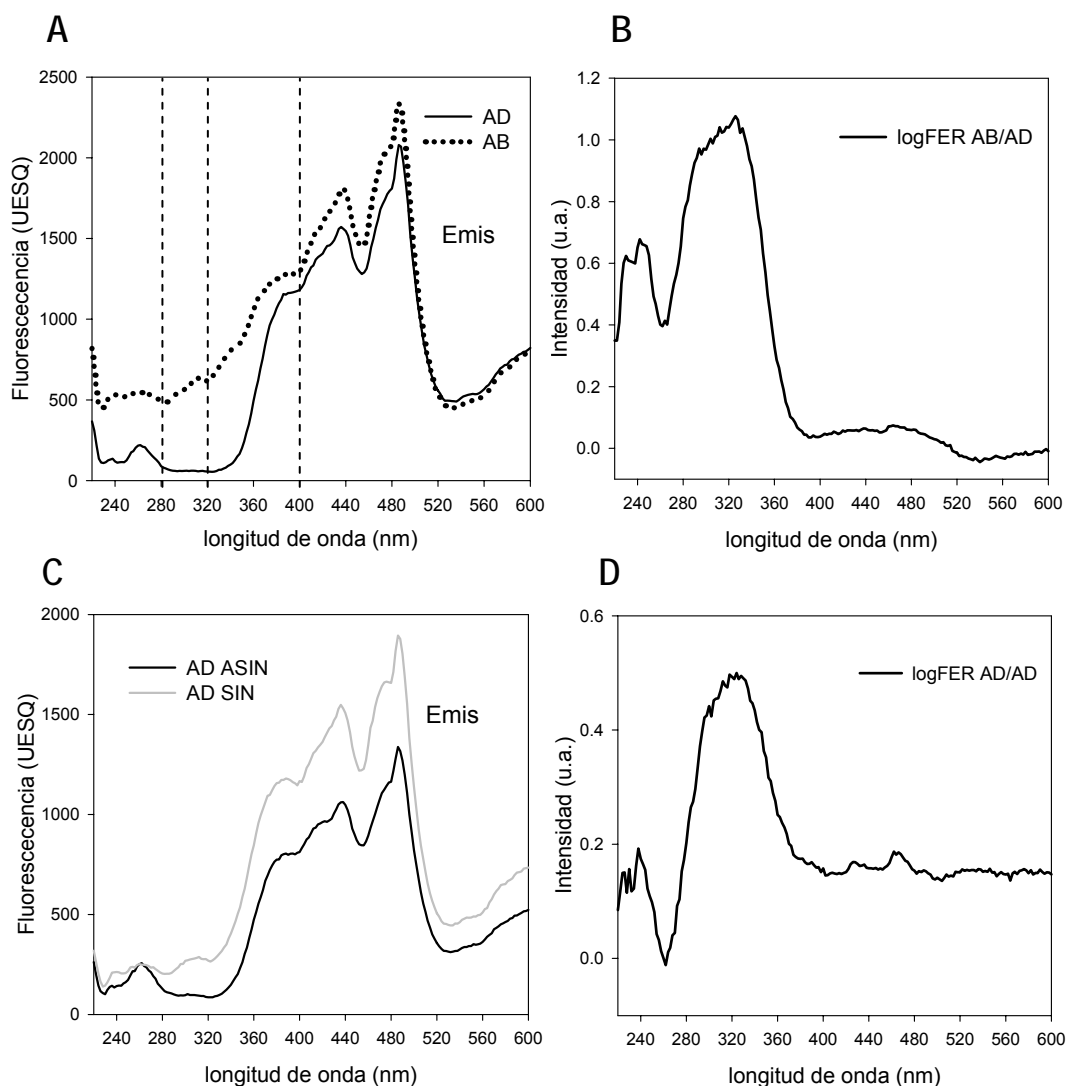 A
Fluorescecencia (UESQ)
2500
2000
1500
1000
500
0
AD
AB
Emis
240 280 320 360 400 440 480 520 560 600
longitud de onda (nm)
B
Intensidad (u.a.)
1.2
1.0
0.8
0.6
0.4
0.2
0.0
logFER AB/AD
240 280 320 360 400 440 480 520 560 600
longitud de onda (nm)
C
Fluorescecencia (UESQ)
2000
1500
1000
500
0
AD ASIN
AD SIN
Emis
240 280 320 360 400 440 480 520 560 600
longitud de onda (nm)
D
Intensidad (u.a.)
0.6
0.4
0.2
0.0
logFER AD/AD
240 280 320 360 400 440 480 520 560 600
longitud de onda (nm)